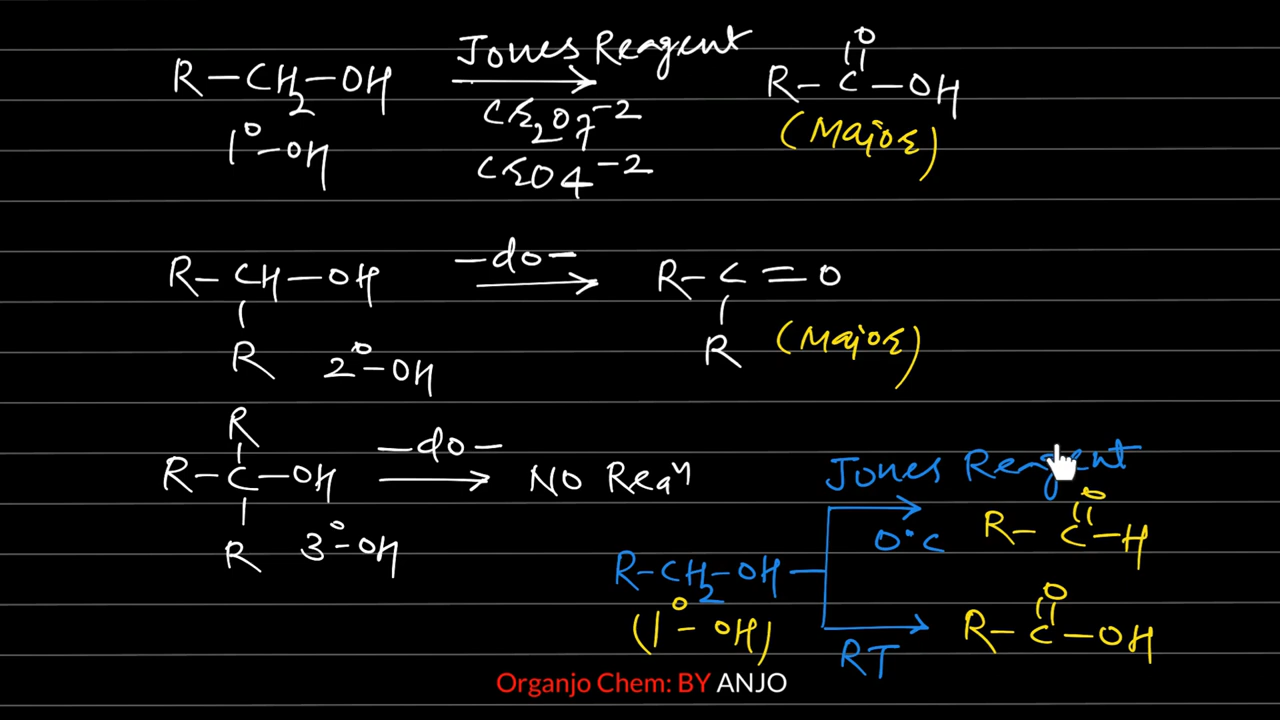 Jones Reagent
R-CH2-OH → R-C(=O)-OH
1°-OH Cr2O7^-2 (Major)
CrO4^-2
R-CH-OH -do- → R-C=O
R R (Major)
2°-OH
R
R-C-OH -do- → NO Reaⁿ
R 3°-OH
Jones Reagent
0°C R-C(=O)-H
R-CH2-OH
(1°-OH)
RT R-C(=O)-OH
Organjo Chem: BY ANJO